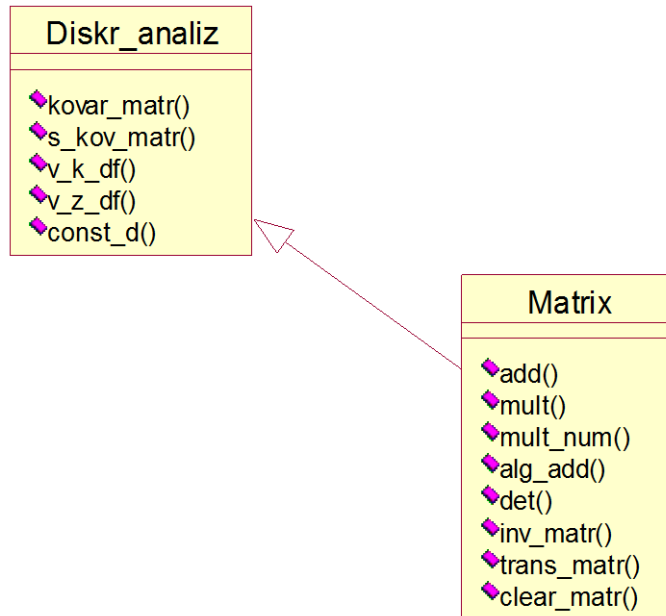 Diskr_analiz
kovar_matr()
s_kov_matr()
v_k_df()
v_z_df()
const_d()
Matrix
add()
mult()
mult_num()
alg_add()
det()
inv_matr()
trans_matr()
clear_matr()